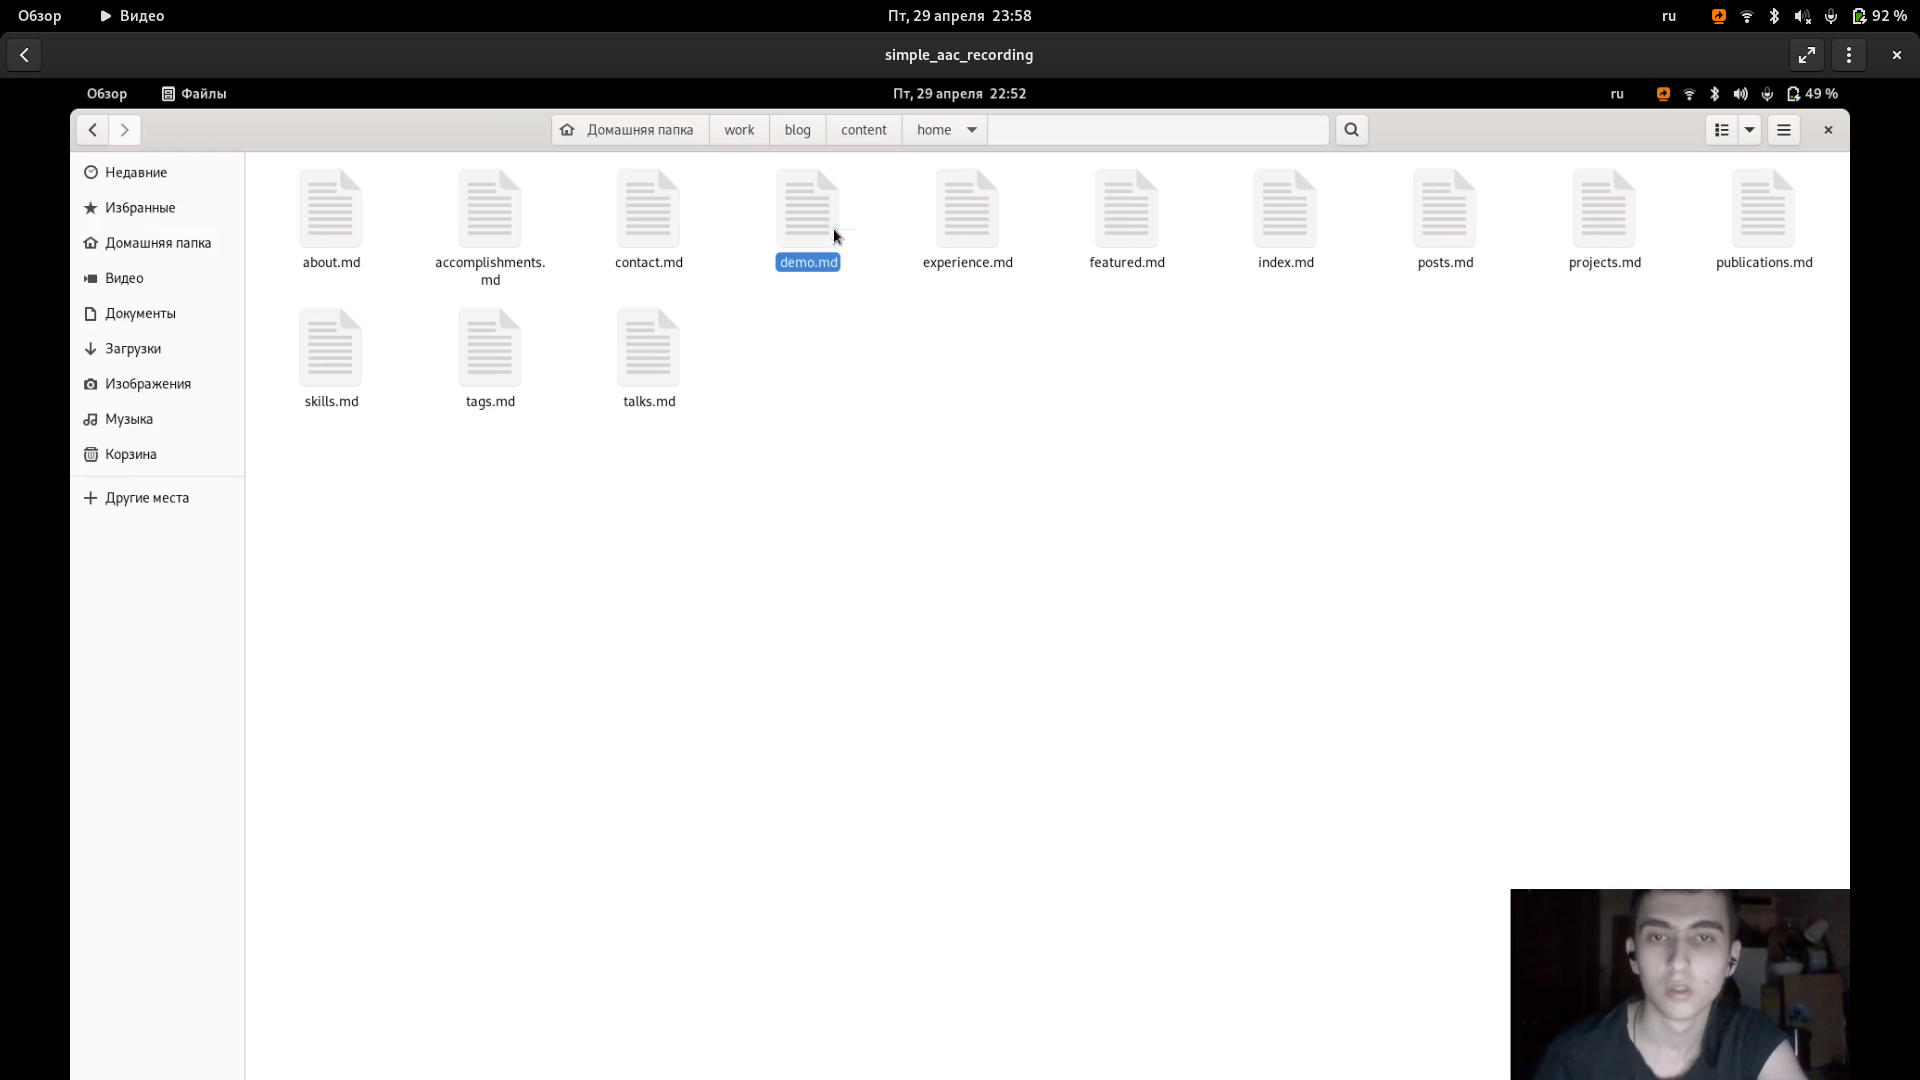 Обзор Видео Пт, 29 апреля 23:58 ru 92 %
simple_aac_recording
Обзор Файлы Пт, 29 апреля 22:52 ru 49 %
Домашняя папка work blog content home
Недавние
Избранные
Домашняя папка
Видео
Документы
Загрузки
Изображения
Музыка
Корзина
Другие места
about.md accomplishments. contact.md demo.md experience.md featured.md index.md posts.md projects.md publications.md
md
skills.md tags.md talks.md